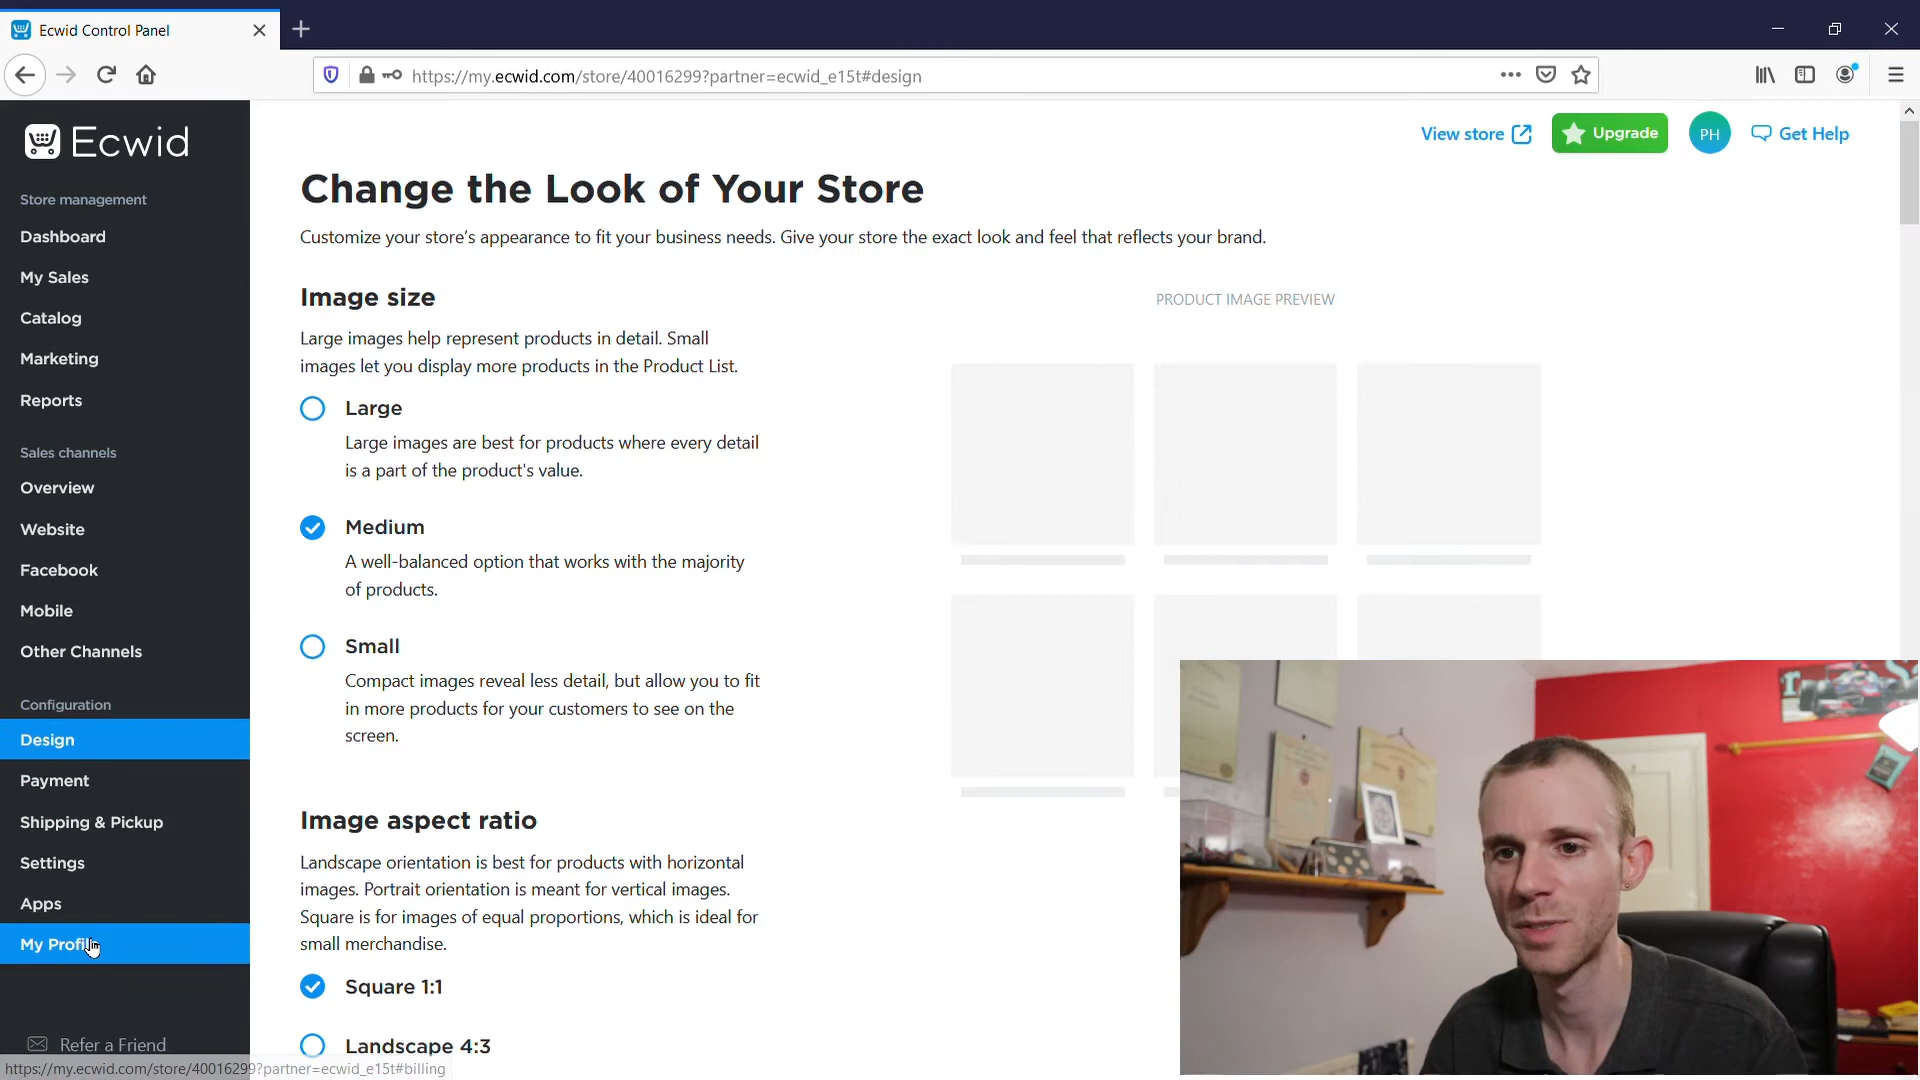 Ecwid Control Panel
https://my.ecwid.com/store/40016299?partner=ecwid_e15t#design
Ecwid
Store management
Dashboard
My Sales
Catalog
Marketing
Reports
Sales channels
Overview
Website
Facebook
Mobile
Other Channels
Configuration
Design
Payment
Shipping & Pickup
Settings
Apps
My Profile
Refer a Friend
https://my.ecwid.com/store/40016299?partner=ecwid_e15t#billing
View store
Upgrade
PH
Get Help
Change the Look of Your Store
Customize your store's appearance to fit your business needs. Give your store the exact look and feel that reflects your brand.
Image size
Large images help represent products in detail. Small
images let you display more products in the Product List.
Large
Large images are best for products where every detail
is a part of the product's value.
Medium
A well-balanced option that works with the majority
of products.
Small
Compact images reveal less detail, but allow you to fit
in more products for your customers to see on the
screen.
Image aspect ratio
Landscape orientation is best for products with horizontal
images. Portrait orientation is meant for vertical images.
Square is for images of equal proportions, which is ideal for
small merchandise.
Square 1:1
Landscape 4:3
PRODUCT IMAGE PREVIEW